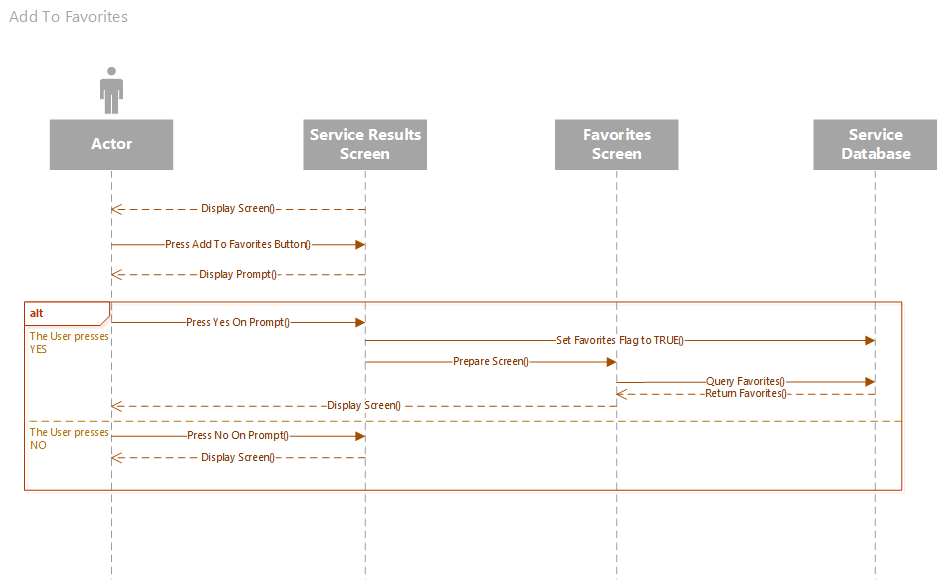 Add To Favorites
Actor
Service Results
Screen
Favorites
Screen
Service
Database
Display Screen()
Press Add To Favorites Button()
Display Prompt()
alt
Press Yes On Prompt()
The User presses
YES
Set Favorites Flag to TRUE()
Prepare Screen()
Query Favorites()
Return Favorites()
Display Screen()
The User presses
NO
Press No On Prompt()
Display Screen()